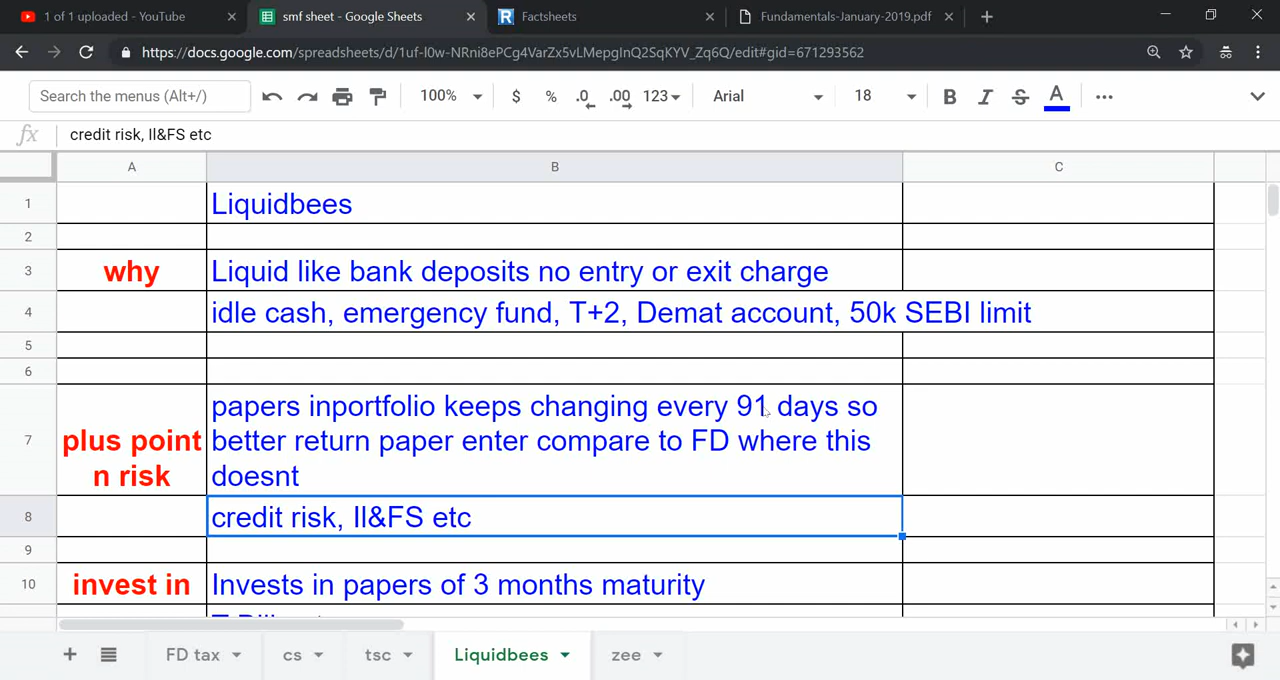 1 of 1 uploaded - YouTube
smf sheet - Google Sheets
Factsheets
Fundamentals-January-2019.pdf
https://docs.google.com/spreadsheets/d/1uf-I0w-NRni8ePCg4VarZx5vLMepgInQ2SqKYV_Zq6Q/edit#gid=671293562
Search the menus (Alt+/)
100%
$ % .0 .00 123
Arial
18
B I S A
fx credit risk, Il&FS etc
A B C
1 Liquidbees
2
3 why Liquid like bank deposits no entry or exit charge
4 idle cash, emergency fund, T+2, Demat account, 50k SEBI limit
5
6
papers inportfolio keeps changing every 91 days so
7 plus point better return paper enter compare to FD where this
n risk doesnt
8 credit risk, Il&FS etc
9
10 invest in Invests in papers of 3 months maturity
FD tax cs tsc Liquidbees zee